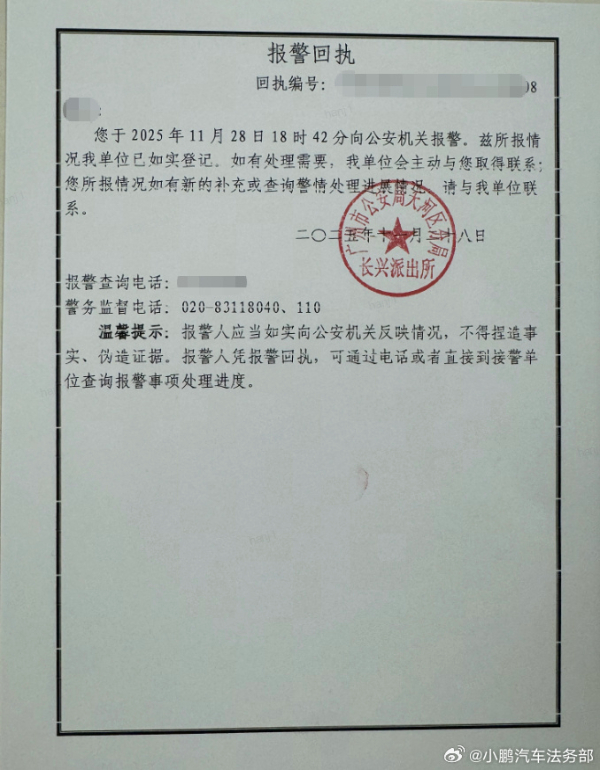 报警回执
回执编号: 08
:
您于 2025 年 11 月 28 日 18 时 42 分向公安机关报警。兹所报情
况我单位已如实登记。如有处理需要，我单位会主动与您取得联系;
您所报情况如有新的补充或查询警情处理进展情况，请与我单位联
系。
广州市公安局天河区分局
长兴派出所
二〇二五年十一月二十八日
报警查询电话:
警务监督电话: 020-83118040、110
温馨提示: 报警人应当如实向公安机关反映情况，不得捏造事
实、伪造证据。报警人凭报警回执，可通过电话或者直接到接警单
位查询报警事项处理进度。
@小鹏汽车法务部